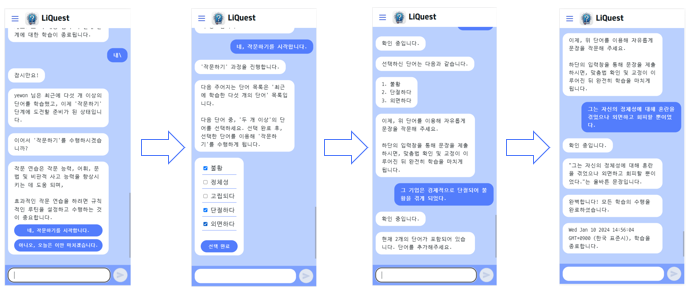 LiQuest
계에 대한 학습이 종료됩니다.
네\
잠시만요!
yewon 님은 최근에 다섯 개 이상의
단어를 학습했고, 이제 '작문하기'
단계에 도전할 준비가 된 상태입니
다.
이어서 '작문하기'를 수행하시겠습
니까?
작문 연습은 작문 능력, 어휘, 문
법 및 비판적 사고 능력을 향상시
키는 데 도움 되며,
효과적인 작문 연습을 하려면 규칙
적인 루틴을 설정하고 수행하는 것
이 중요합니다.
네, 작문하기를 시작합니다.
아니오, 오늘은 이만 마치겠습니다.
LiQuest
네, 작문하기를 시작합니다.
'작문하기' 과정을 진행합니다.
다음 주어지는 단어 목록은 '최근
에 학습한 다섯 개의 단어' 목록입
니다.
다음 단어 중, '두 개 이상'의 단
어를 선택하세요. 선택 완료 후,
선택한 단어를 이용해 '작문하
기'를 수행하게 됩니다.
불황
정체성
고립되다
단절하다
외면하다
선택 완료
LiQuest
확인 중입니다.
선택하신 단어는 다음과 같습니다.
1. 불황
2. 단절하다
3. 외면하다
이제, 위 단어를 이용해 자유롭게
문장을 작문해 주세요.
하단의 입력창을 통해 문장을 제출
하시면, 맞춤법 확인 및 교정이 이
루어진 뒤 완전히 학습을 마치게
됩니다.
그 기업은 경제적으로 단절되어 불
황을 겪게 되었다.
확인 중입니다.
현재 2개의 단어가 포함되어 있습
니다. 단어를 추가해주세요.
LiQuest
이제, 위 단어를 이용해 자유롭게
문장을 작문해 주세요.
하단의 입력창을 통해 문장을 제출
하시면, 맞춤법 확인 및 교정이 이
루어진 뒤 완전히 학습을 마치게
됩니다.
그는 자신의 정체성에 대해 혼란을
겪었으나 외면하고 회피할 뿐이었
다.
확인 중입니다.
"그는 자신의 정체성에 대해 혼란
을 겪었으나 외면하고 회피할 뿐이
었다."는 올바른 문장입니다.
완벽합니다! 모든 학습의 수행을
완료하셨습니다.
Wed Jan 10 2024 14:56:04
GMT+0900 (한국 표준시), 학습을
종료합니다.